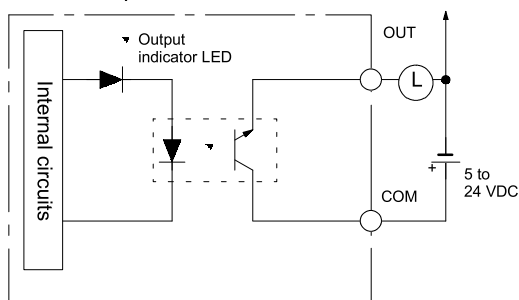 Output
indicator LED
OUT
L
Internal circuits
+
5 to
24 VDC
COM